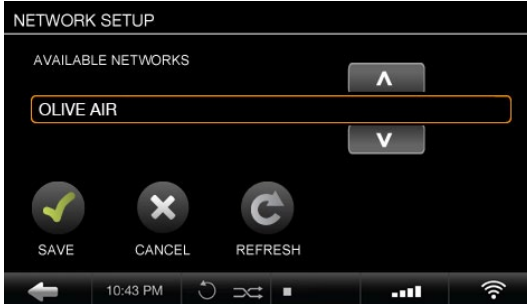 NETWORK SETUP
AVAILABLE NETWORKS
OLIVE AIR
SAVE CANCEL REFRESH
10:43 PM